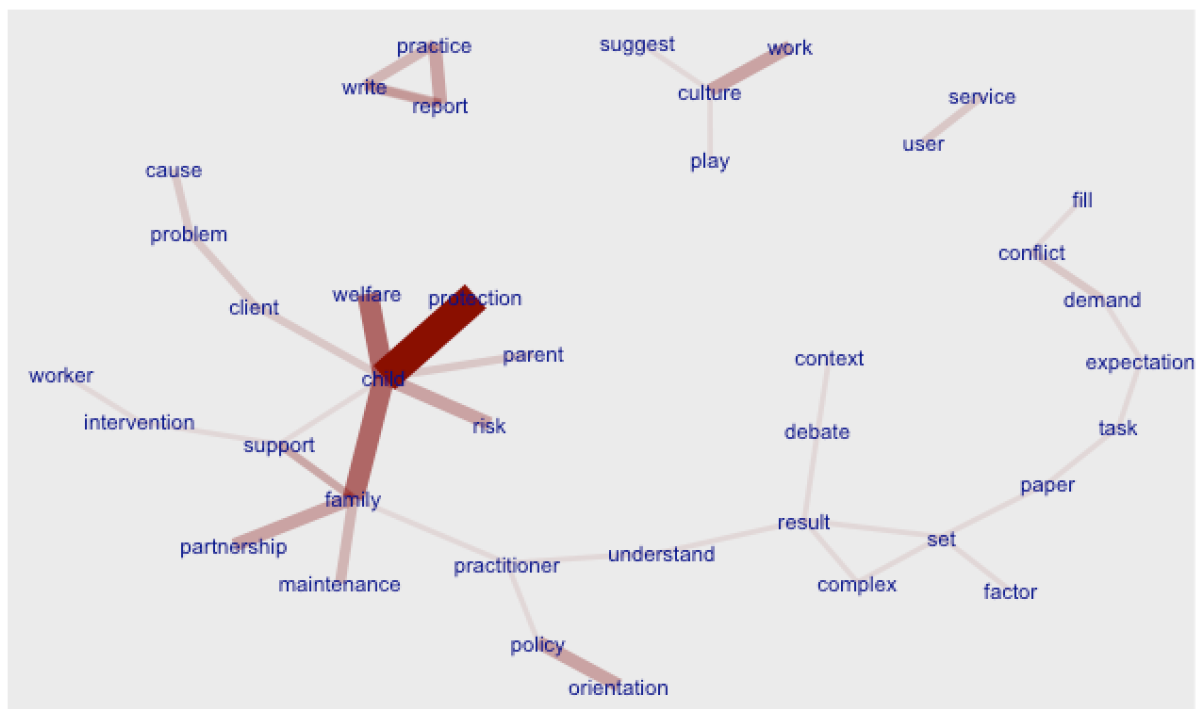 practice
suggest
work
write
report
culture
service
user
play
cause
fill
problem
conflict
welfare
protection
client
demand
parent
context
expectation
worker
child
intervention
risk
debate
task
support
family
paper
result
set
partnership
understand
practitioner
maintenance
complex
factor
policy
orientation